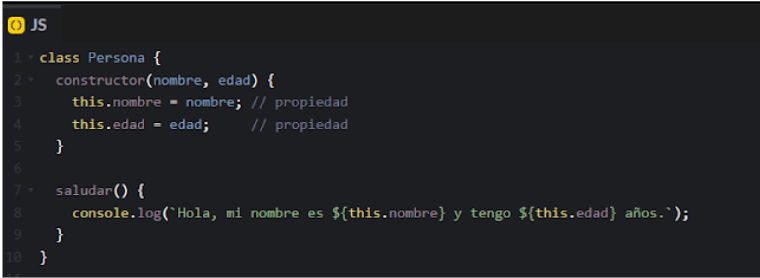 JS
1 class Persona {
2 constructor(nombre, edad) {
3 this.nombre = nombre; // propiedad
4 this.edad = edad; // propiedad
5 }
6
7 saludar() {
8 console.log(`Hola, mi nombre es ${this.nombre} y tengo ${this.edad} años.`);
9 }
10 }